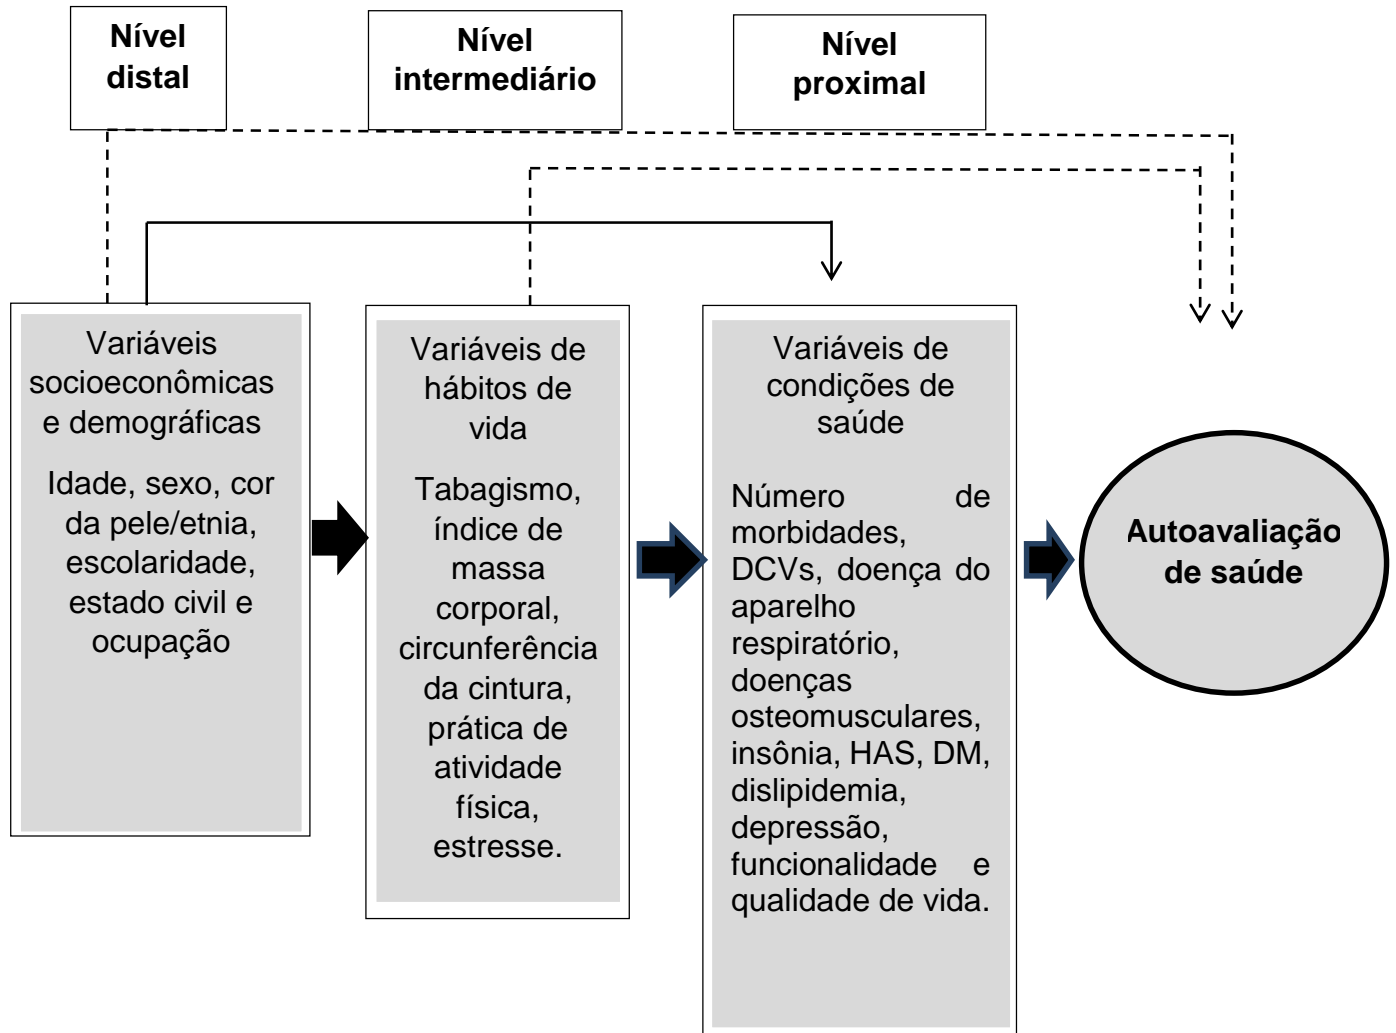 Nível
distal
Nível
intermediário
Nível
proximal
Variáveis
socioeconômicas
e demográficas
Idade, sexo, cor
da pele/etnia,
escolaridade,
estado civil e
ocupação
Variáveis de
hábitos de
vida
Tabagismo,
índice de
massa
corporal,
circunferência
da cintura,
prática de
atividade
física,
estresse.
Variáveis de
condições de
saúde
Número de
morbidades,
DCVs, doença do
aparelho
respiratório,
doenças
osteomusculares,
insônia, HAS, DM,
dislipidemia,
depressão,
funcionalidade e
qualidade de vida.
Autoavaliação
de saúde